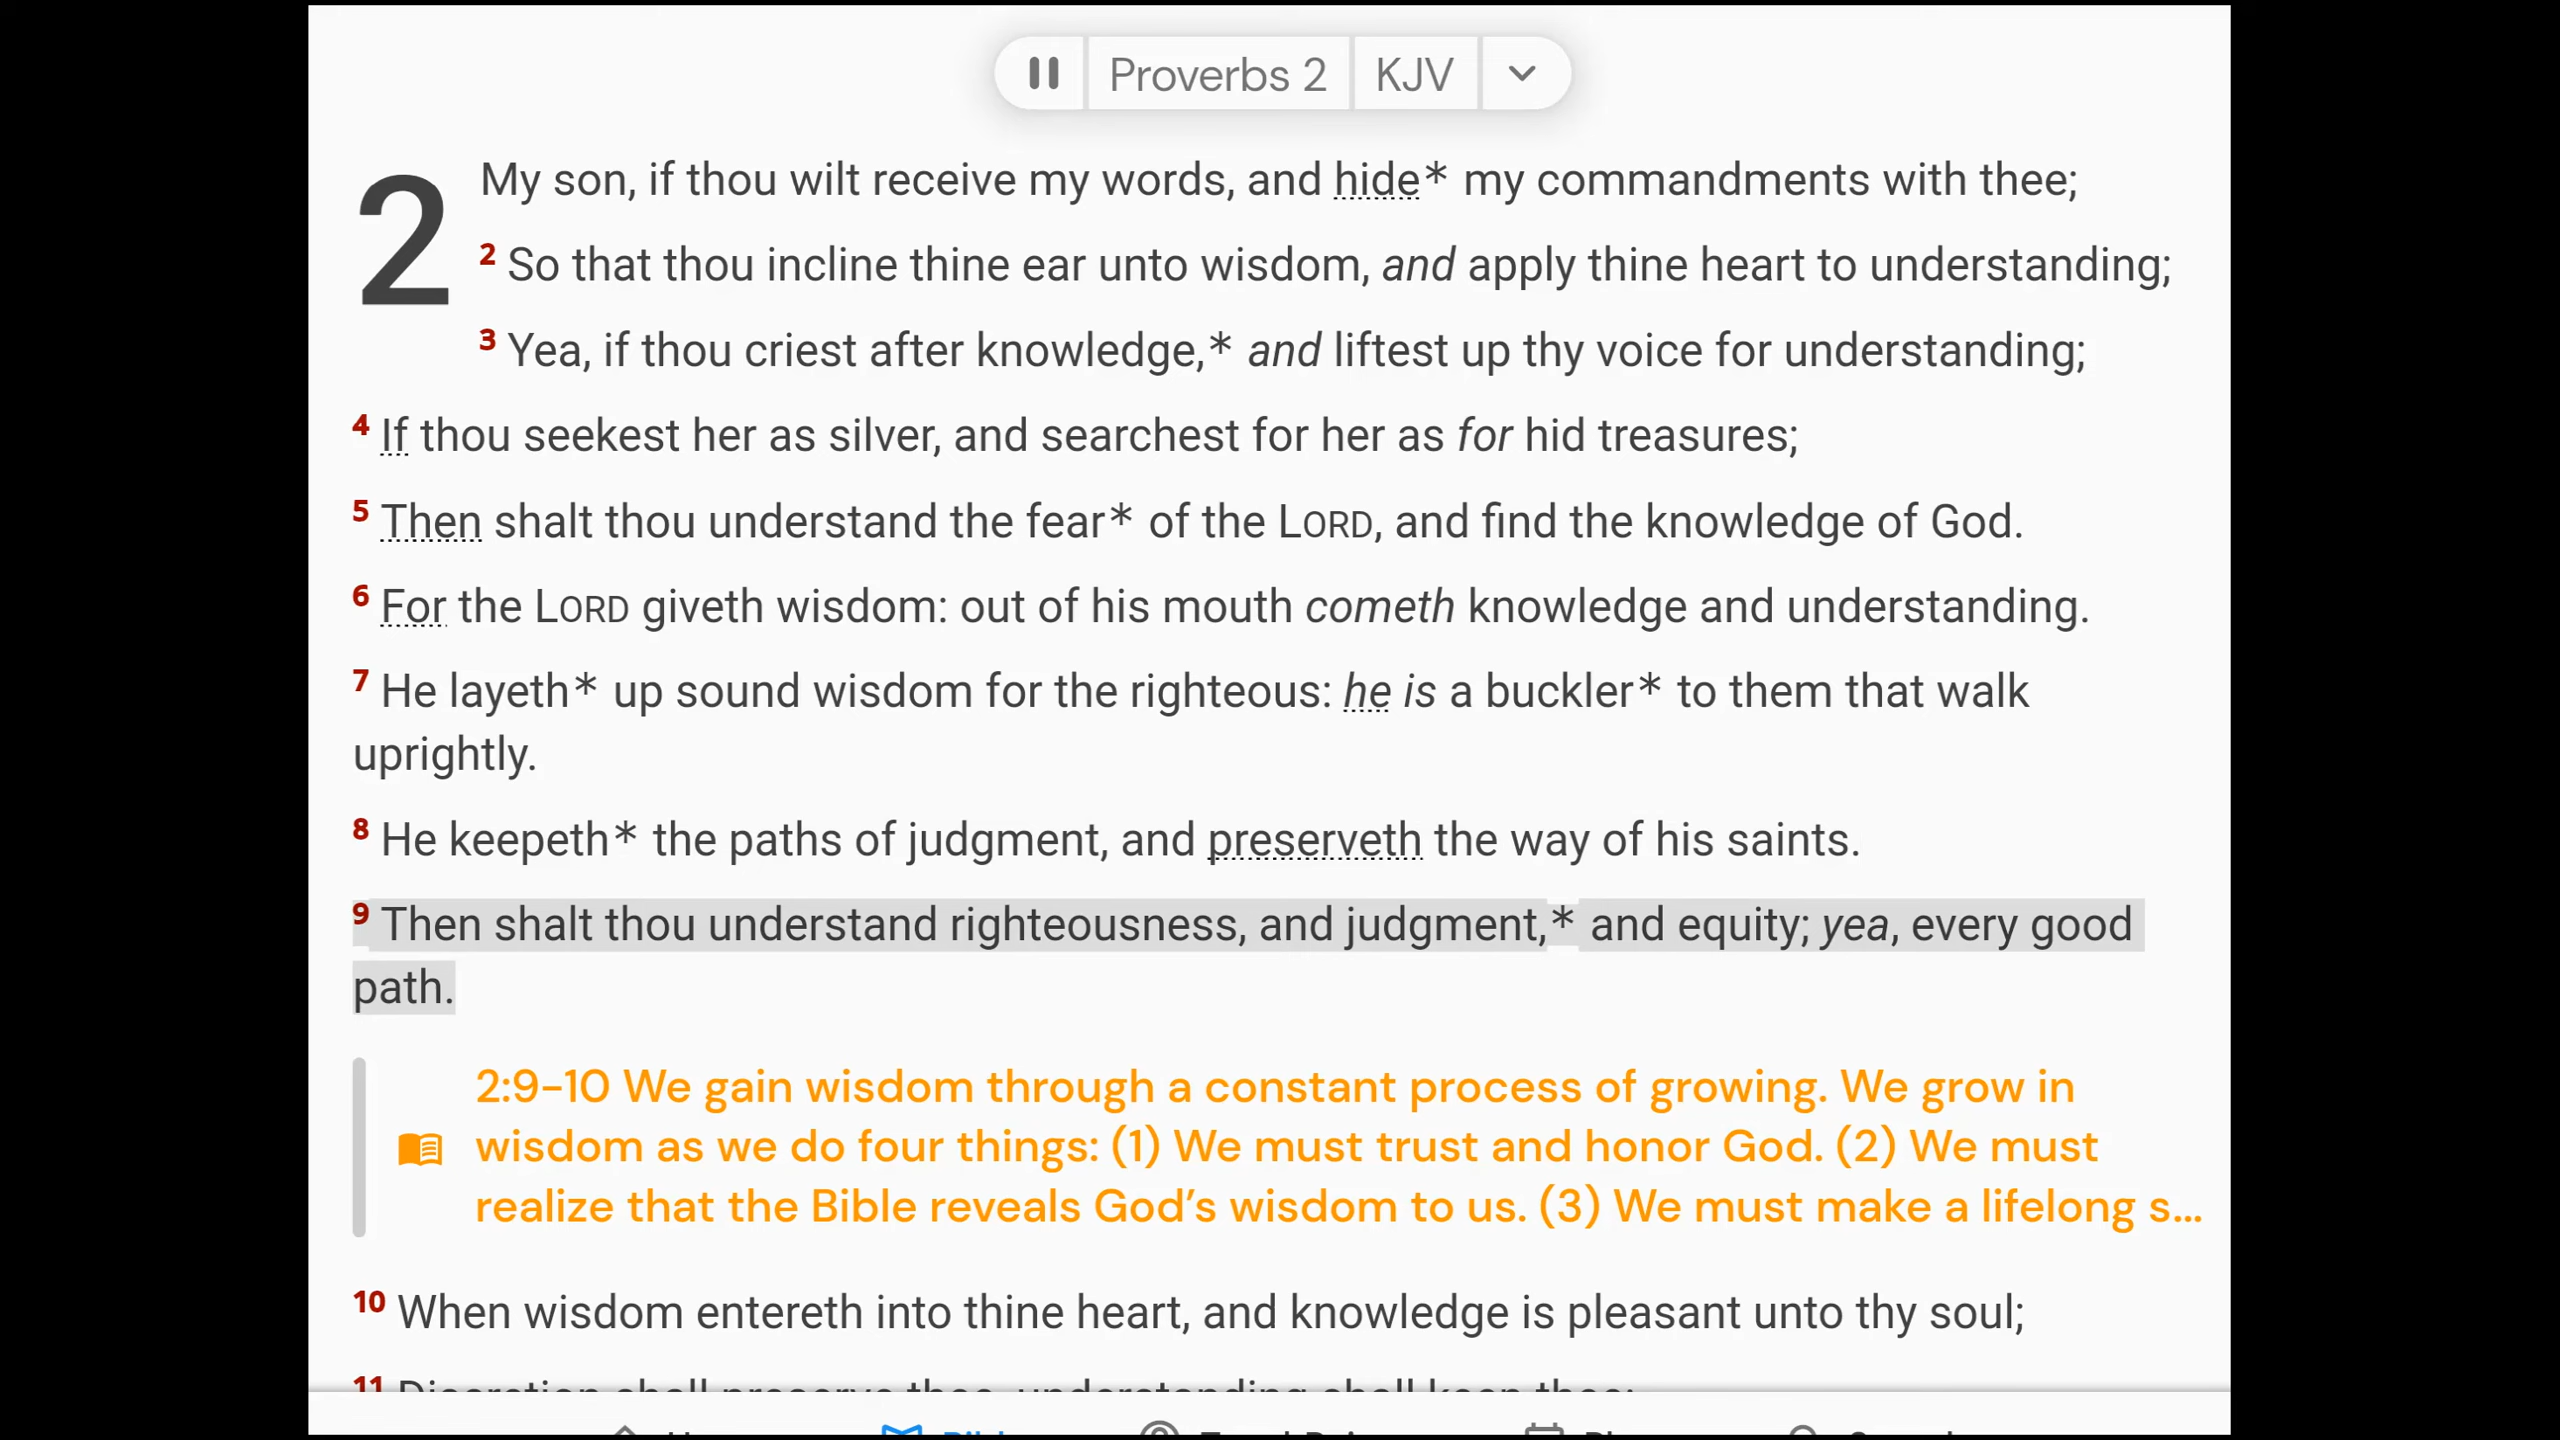 Proverbs 2 KJV
2 My son, if thou wilt receive my words, and hide* my commandments with thee;
2 So that thou incline thine ear unto wisdom, and apply thine heart to understanding;
3 Yea, if thou criest after knowledge,* and liftest up thy voice for understanding;
4 If thou seekest her as silver, and searchest for her as for hid treasures;
5 Then shalt thou understand the fear* of the LORD, and find the knowledge of God.
6 For the LORD giveth wisdom: out of his mouth cometh knowledge and understanding.
7 He layeth* up sound wisdom for the righteous: he is a buckler* to them that walk
uprightly.
8 He keepeth* the paths of judgment, and preserveth the way of his saints.
9 Then shalt thou understand righteousness, and judgment,* and equity; yea, every good
path.
2:9–10 We gain wisdom through a constant process of growing. We grow in
wisdom as we do four things: (1) We must trust and honor God. (2) We must
realize that the Bible reveals God’s wisdom to us. (3) We must make a lifelong s...
10 When wisdom entereth into thine heart, and knowledge is pleasant unto thy soul;
11 Discretion shall preserve thee, understanding shall keep thee: